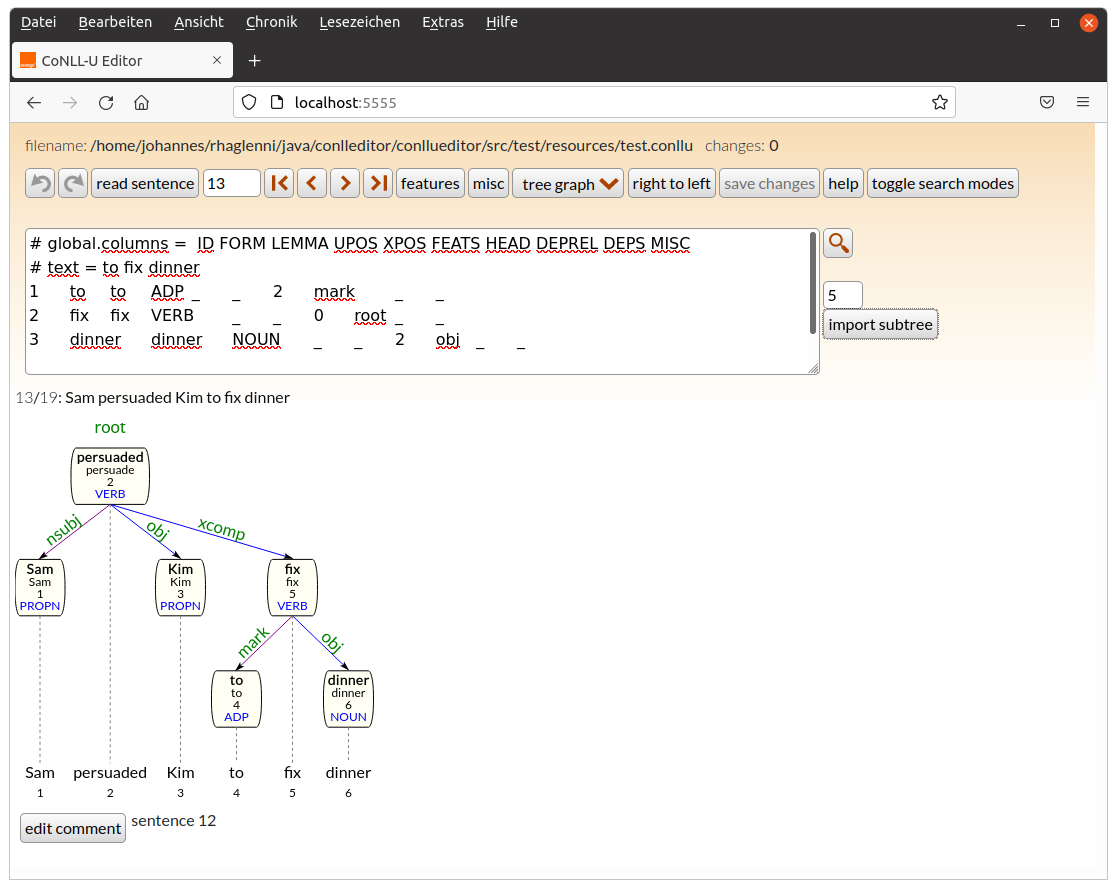 Datei Bearbeiten Ansicht Chronik Lesezeichen Extras Hilfe
orange CoNLL-U Editor × +
localhost:5555
filename: /home/johannes/rhaglenni/java/conlleditor/conllueditor/src/test/resources/test.conllu changes: 0
read sentence 13 features misc tree graph right to left save changes help toggle search modes
# global.columns = ID FORM LEMMA UPOS XPOS FEATS HEAD DEPREL DEPS MISC
# text = to fix dinner
1 to to ADP _ _ 2 mark _ _
2 fix fix VERB _ _ 0 root _ _
3 dinner dinner NOUN _ _ 2 obj _ _
5
import subtree
13/19: Sam persuaded Kim to fix dinner
root
persuaded
persuade
2
VERB
nsubj obj xcomp
Sam Kim fix
Sam Kim fix
1 3 5
PROPN PROPN VERB
mark obj
to dinner
to dinner
4 6
ADP NOUN
Sam persuaded Kim to fix dinner
1 2 3 4 5 6
edit comment sentence 12